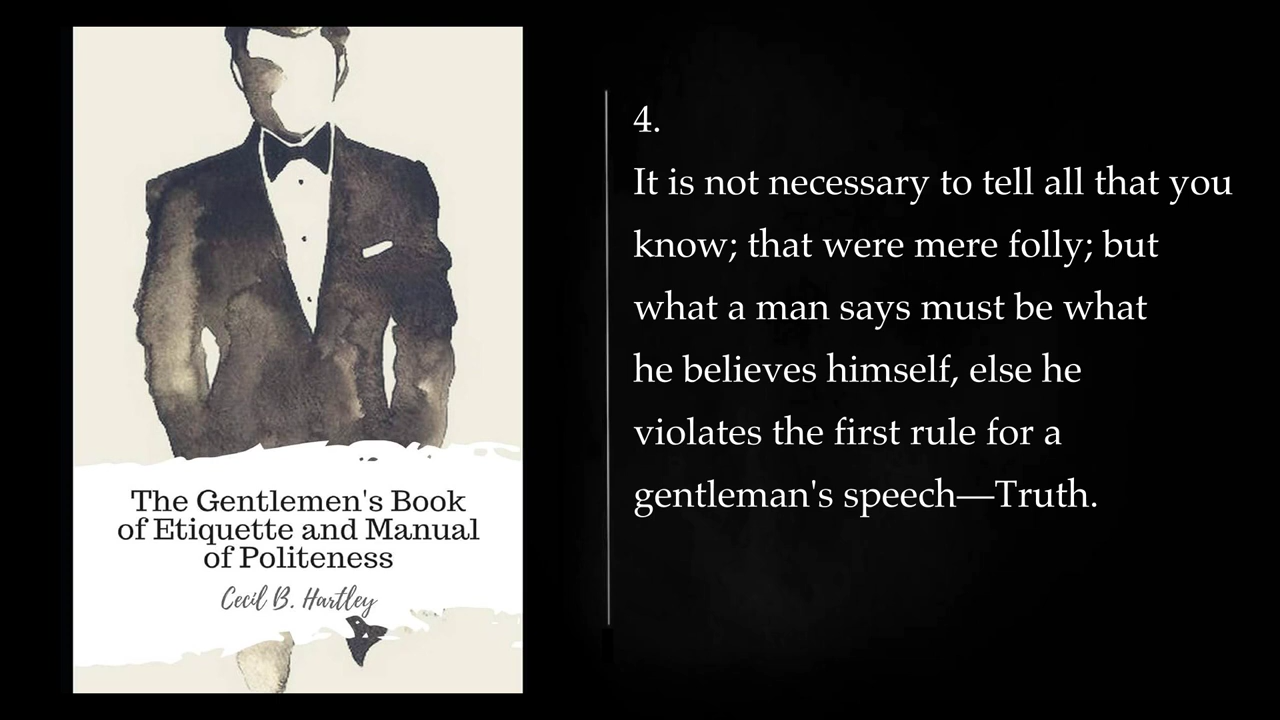 The Gentlemen's Book
of Etiquette and Manual
of Politeness
Cecil B. Hartley
4.
It is not necessary to tell all that you
know; that were mere folly; but
what a man says must be what
he believes himself, else he
violates the first rule for a
gentleman's speech—Truth.